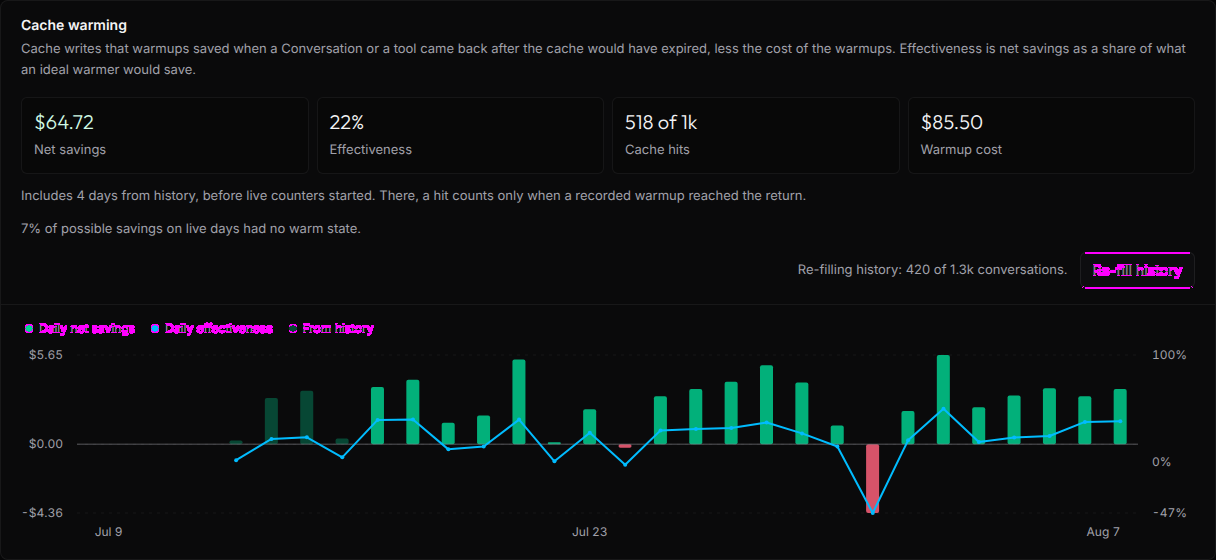 Cache warming
Cache writes that warmups saved when a Conversation or a tool came back after the cache would have expired, less the cost of the warmups. Effectiveness is net savings as a share of what
an ideal warmer would save.
$64.72
Net savings
22%
Effectiveness
518 of 1k
Cache hits
$85.50
Warmup cost
Includes 4 days from history, before live counters started. There, a hit counts only when a recorded warmup reached the return.
7% of possible savings on live days had no warm state.
Re-filling history: 420 of 1.3k conversations.
Re-fill history
Daily net savings
Daily effectiveness
From history
$5.65
100%
$0.00
0%
-$4.36
-47%
Jul 9
Jul 23
Aug 7